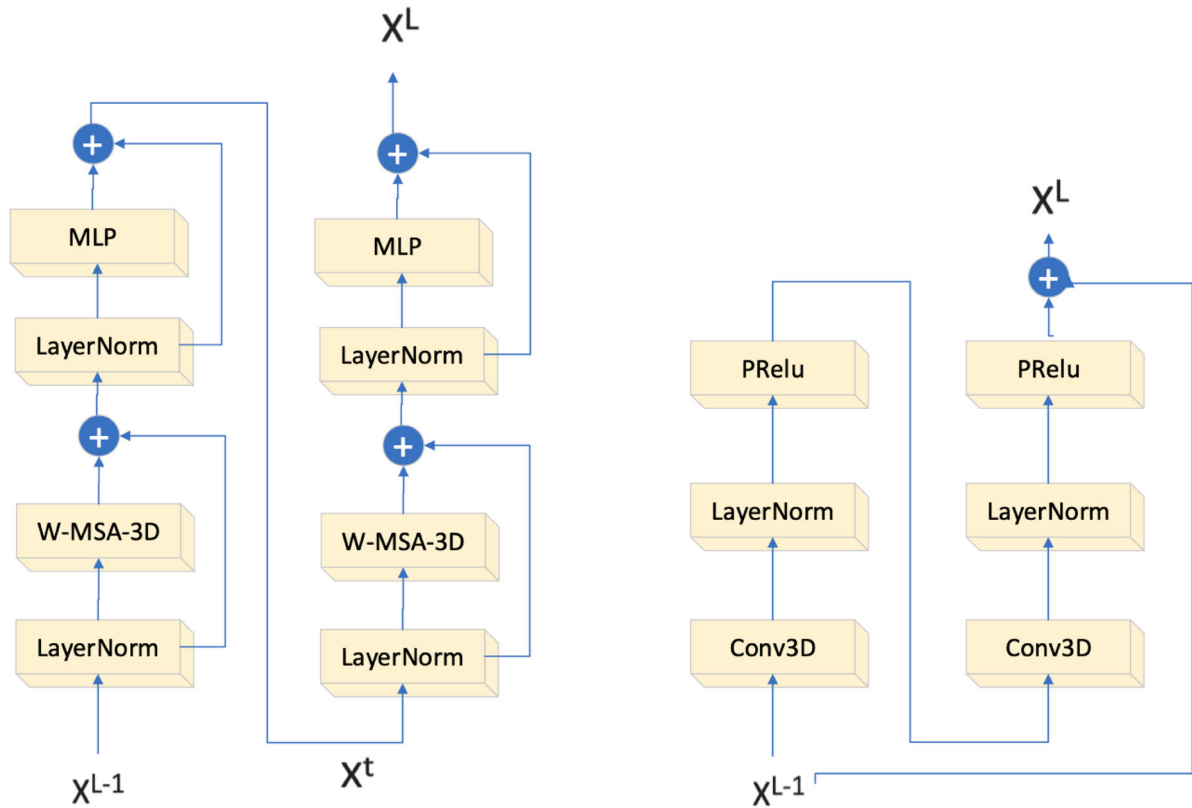 X^L
+
MLP
LayerNorm
+
W-MSA-3D
LayerNorm
X^L-1
+
MLP
LayerNorm
+
W-MSA-3D
LayerNorm
X^t
X^L
+
PRelu
LayerNorm
Conv3D
X^L-1
PRelu
LayerNorm
Conv3D